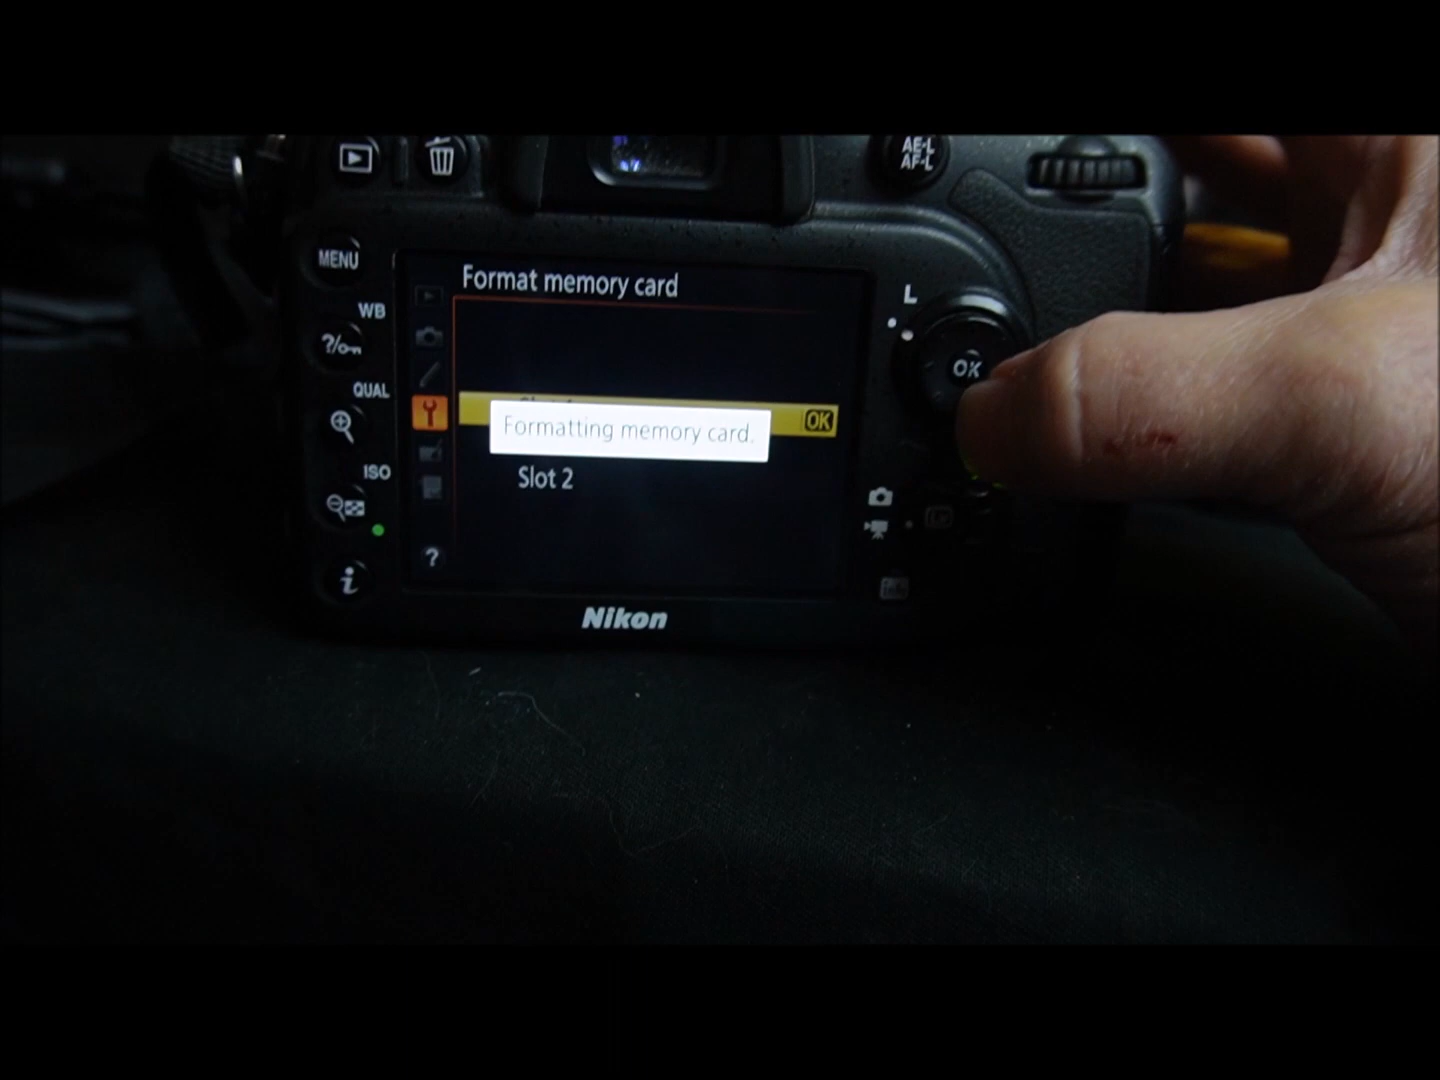 AE-L
AF-L
MENU
Format memory card
L
WB
?/
OK
QUAL
OK
Formatting memory card.
ISO
Slot 2
?
i
Nikon